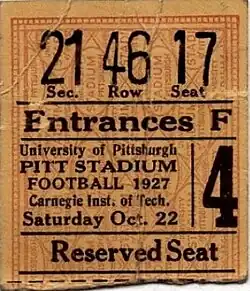 21 46 17
Sec. Row Seat
Entrances F
University of Pittsburgh
PITT STADIUM
FOOTBALL 1927
Carnegie Inst. of Tech.
Saturday Oct. 22
4
Reserved Seat